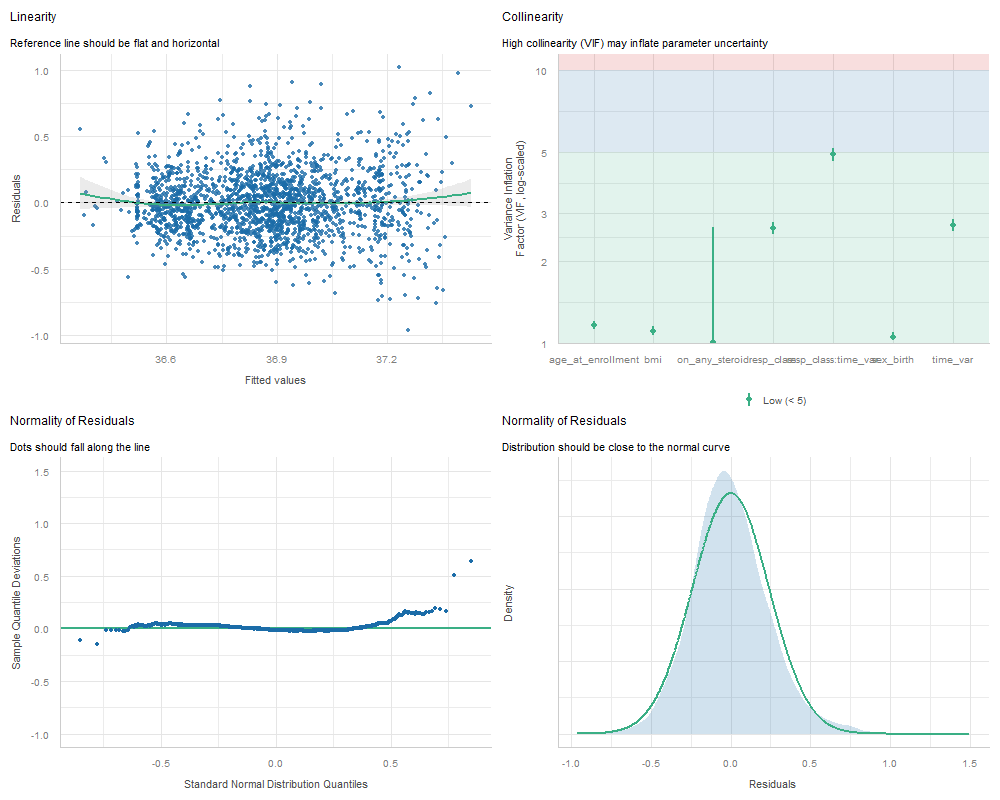 Linearity
Reference line should be flat and horizontal
1.0
0.5
0.0
-0.5
-1.0
Residuals
36.6
36.9
37.2
Fitted values
Collinearity
High collinearity (VIF) may inflate parameter uncertainty
10
5
3
2
1
Variance Inflation
Factor (VIF, log-scaled)
age_at_enrollment
bmi
on_any_steroid
resp_class
resp_class:time_var
sex_birth
time_var
Low (< 5)
Normality of Residuals
Dots should fall along the line
1.5
1.0
0.5
0.0
-0.5
-1.0
Sample Quantile Deviations
-0.5
0.0
0.5
Standard Normal Distribution Quantiles
Normality of Residuals
Distribution should be close to the normal curve
Density
-1.0
-0.5
0.0
0.5
1.0
1.5
Residuals